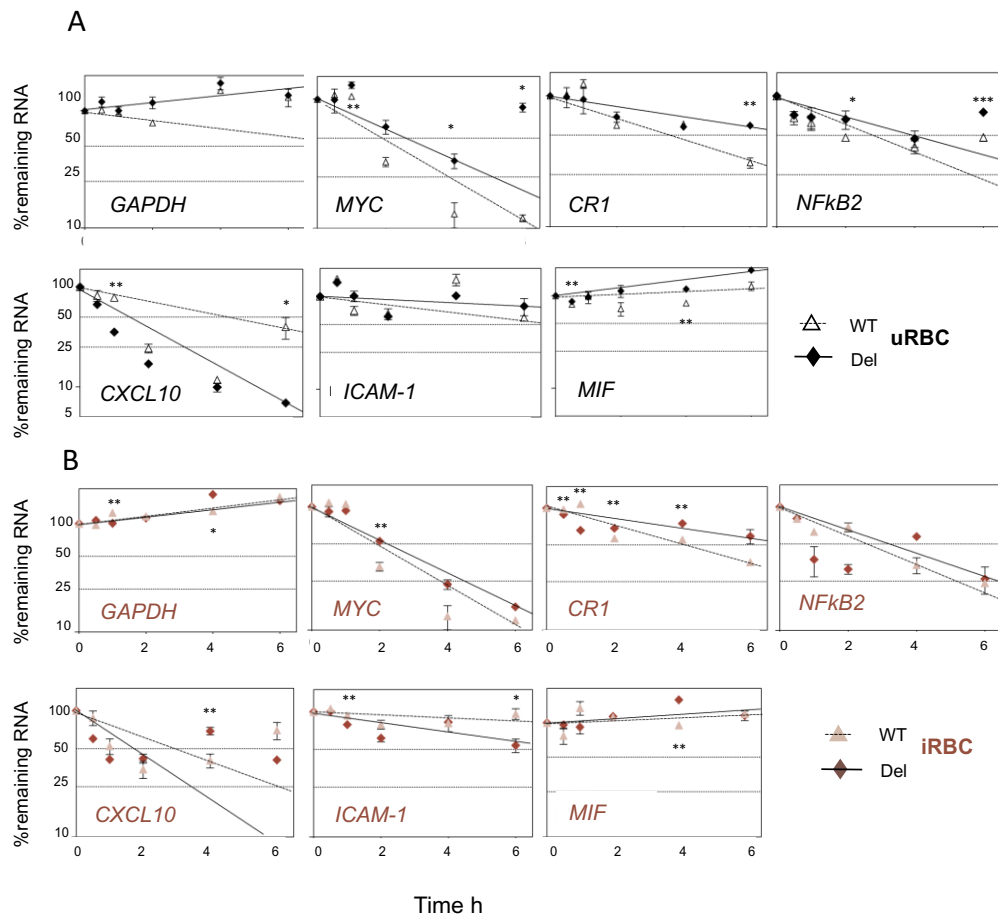 A
%remaining RNA
100
50
25
10
GAPDH
**
*
*
MYC
**
CR1
*
***
NFkB2
%remaining RNA
100
50
25
10
5
**
*
CXCL10
ICAM-1
**
**
MIF
WT
Del
uRBC
B
%remaining RNA
100
50
25
10
**
*
GAPDH
0 2 4 6
**
MYC
0 2 4 6
**
**
**
**
CR1
0 2 4 6
NFkB2
0 2 4 6
%remaining RNA
100
50
25
10
**
CXCL10
0 2 4 6
**
*
ICAM-1
0 2 4 6
**
MIF
0 2 4 6
WT
Del
iRBC
Time h